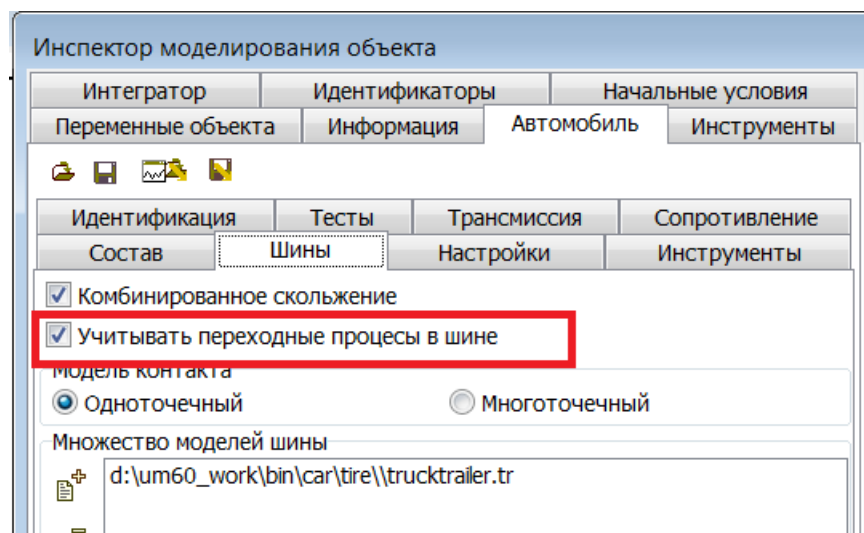 Инспектор моделирования объекта
Интегратор Идентификаторы Начальные условия
Переменные объекта Информация Автомобиль Инструменты
Идентификация Тесты Трансмиссия Сопротивление
Состав Шины Настройки Инструменты
Комбинированное скольжение
Учитывать переходные процесы в шине
Модель контакта
Одноточечный Многоточечный
Множество моделей шины
d:\um60_work\bin\car\tire\\trucktrailer.tr